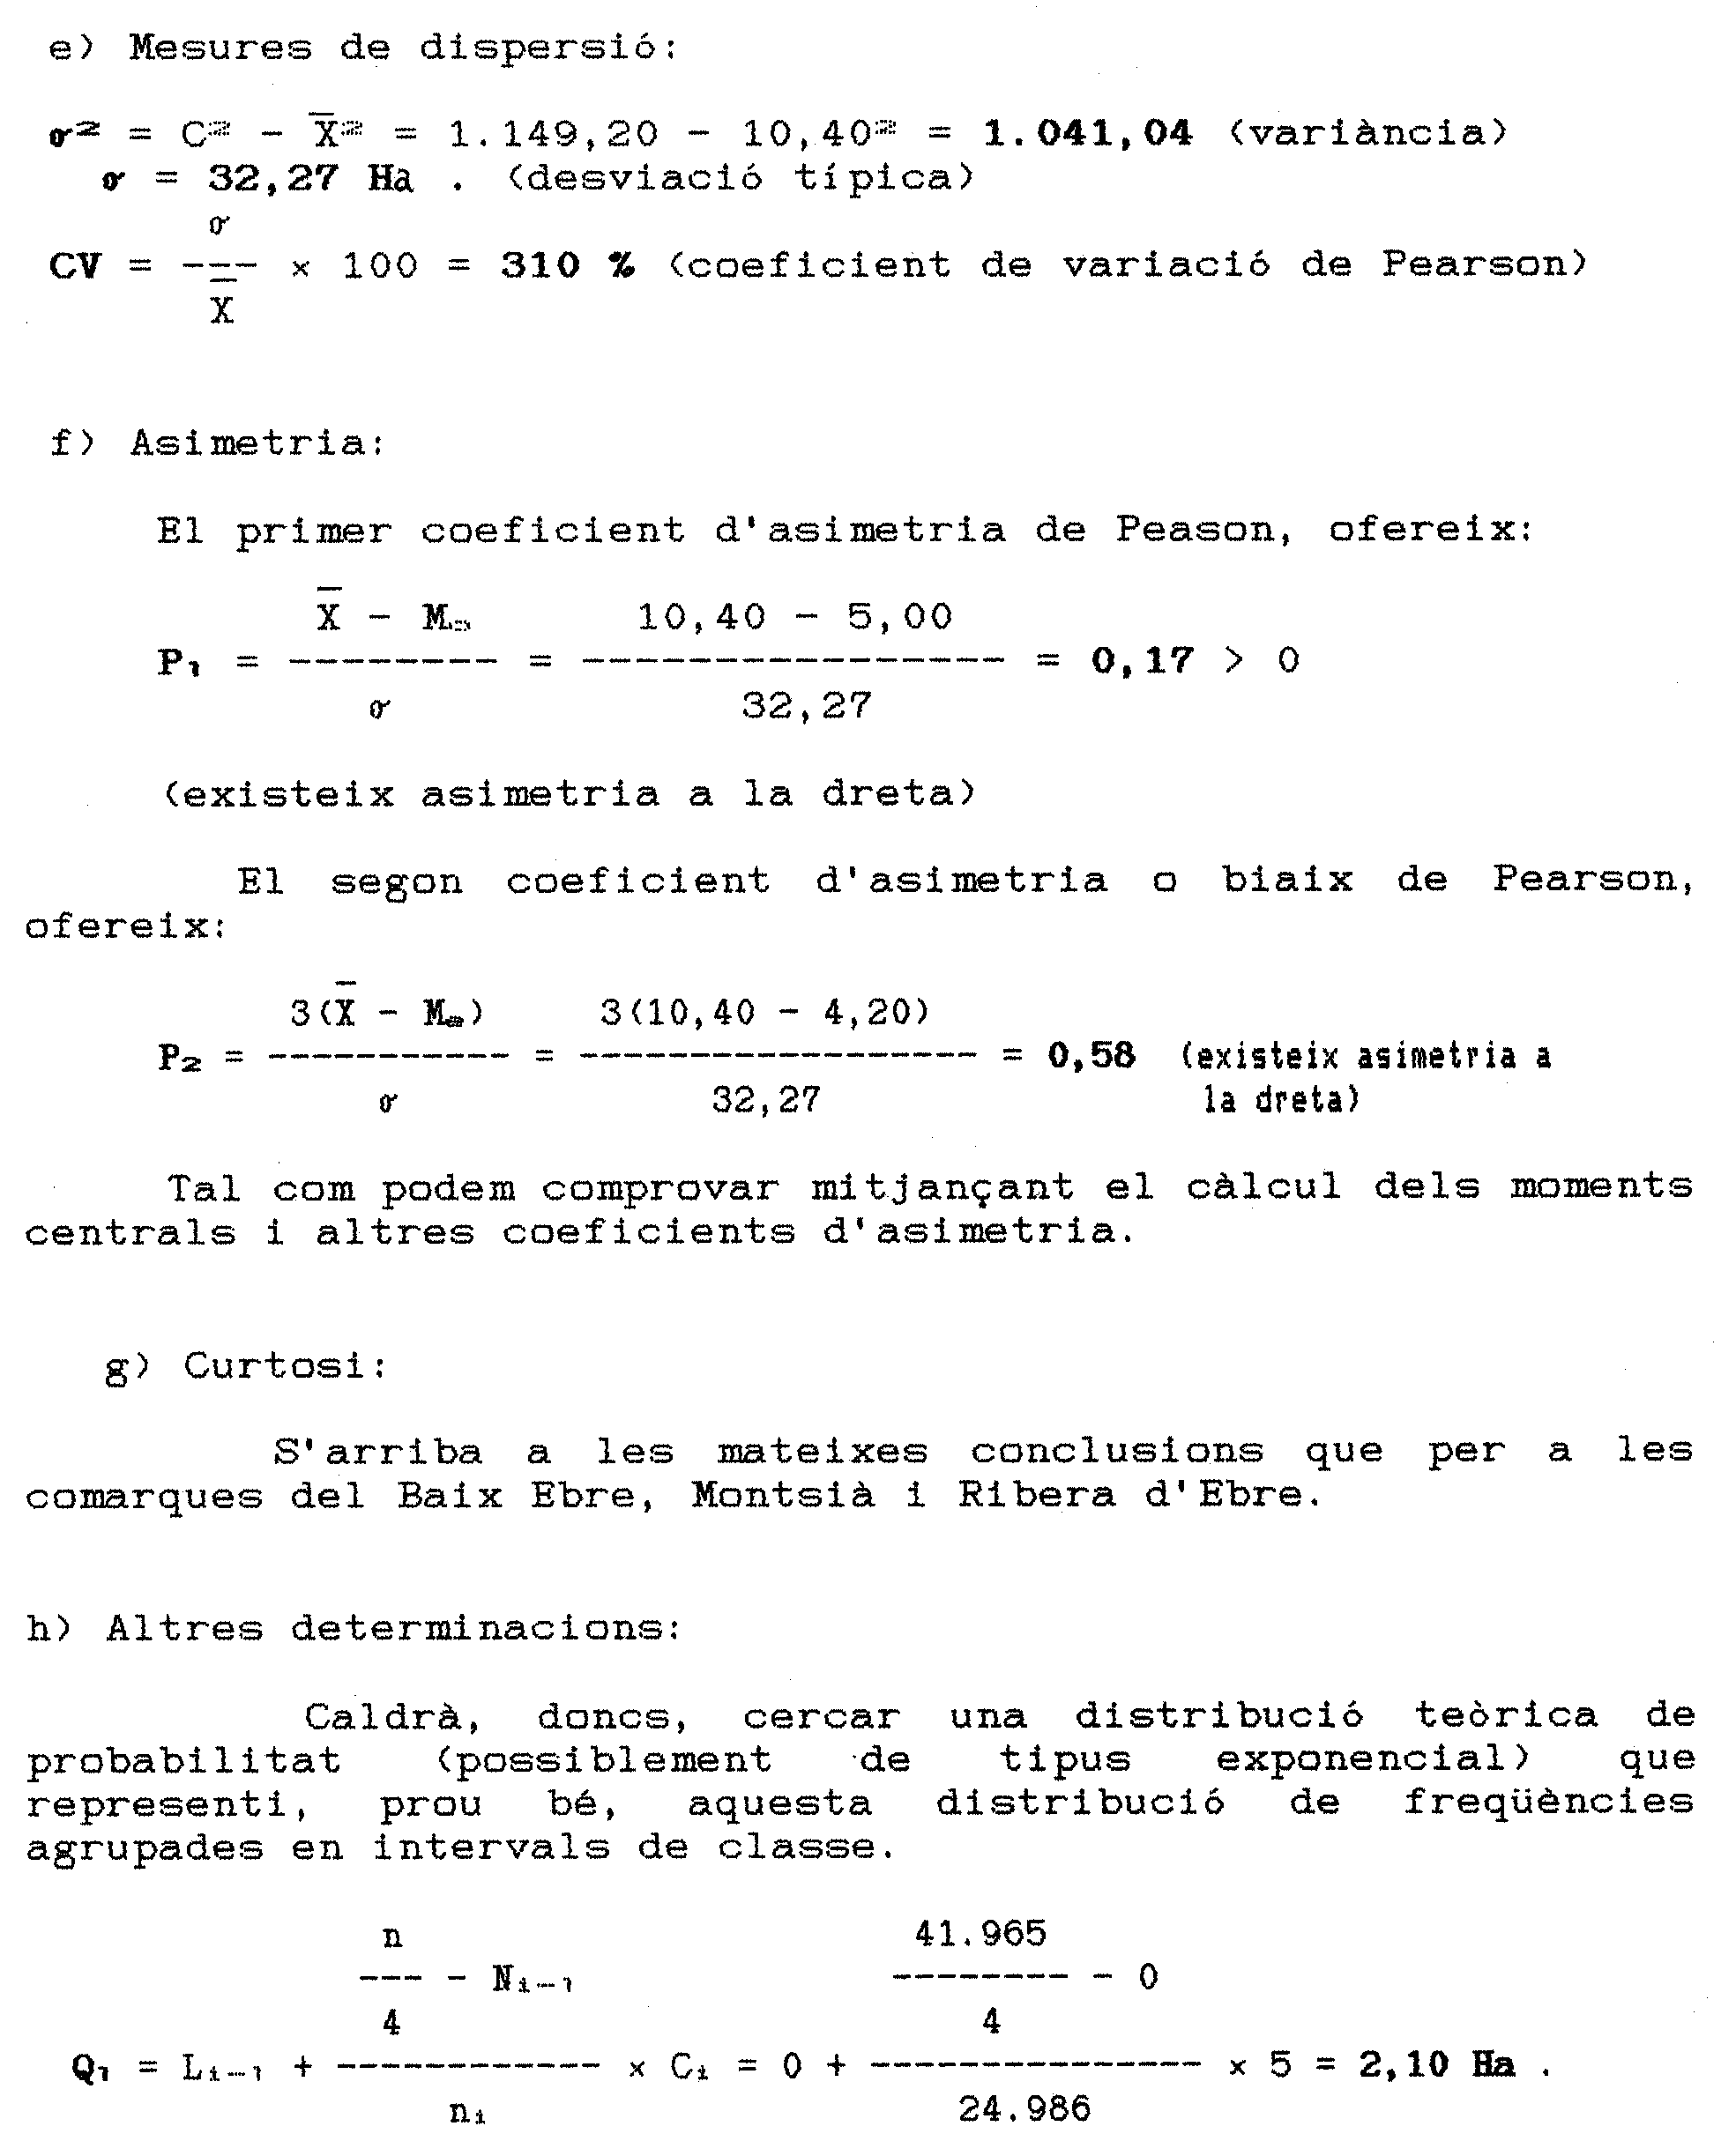 e) Mesures de dispersió:
σ² = C² - X̅² = 1.149,20 - 10,40² = 1.041,04 (variància)
σ = 32,27 Ha . (desviació típica)
σ
CV = --- x 100 = 310 % (coeficient de variació de Pearson)
X̅
f) Asimetria:
El primer coeficient d'asimetria de Peason, ofereix:
X̅ - Mₒ 10,40 - 5,00
P₁ = -------- = ---------------- = 0,17 > 0
σ 32,27
(existeix asimetria a la dreta)
El segon coeficient d'asimetria o biaix de Pearson,
ofereix:
3(X̅ - Mₑ) 3(10,40 - 4,20)
P₂ = ----------- = ------------------ = 0,58 (existeix asimetria a
σ 32,27 la dreta)
Tal com podem comprovar mitjançant el càlcul dels moments
centrals i altres coeficients d'asimetria.
g) Curtosi:
S'arriba a les mateixes conclusions que per a les
comarques del Baix Ebre, Montsià i Ribera d'Ebre.
h) Altres determinacions:
Caldrà, doncs, cercar una distribució teòrica de
probabilitat (possiblement de tipus exponencial) que
representi, prou bé, aquesta distribució de freqüències
agrupades en intervals de classe.
n 41.965
--- - Nᵢ₋₁ -------- - 0
4 4
Q₁ = Lᵢ₋₁ + ------------ x Cᵢ = 0 + --------------- x 5 = 2,10 Ha .
nᵢ 24.986